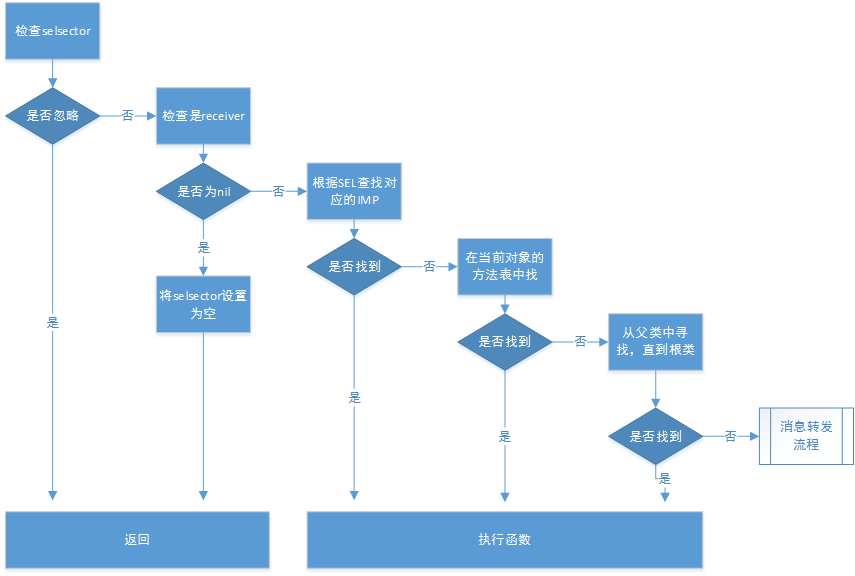 检查selsector
是否忽略
否
检查是receiver
是否为nil
否
根据SEL查找对
应的IMP
是
将selsector设置
为空
是否找到
否
在当前对象的
方法表中找
是
是否找到
否
从父类中寻
找，直到根类
是
是
是否找到
否
消息转发
流程
是
返回
执行函数